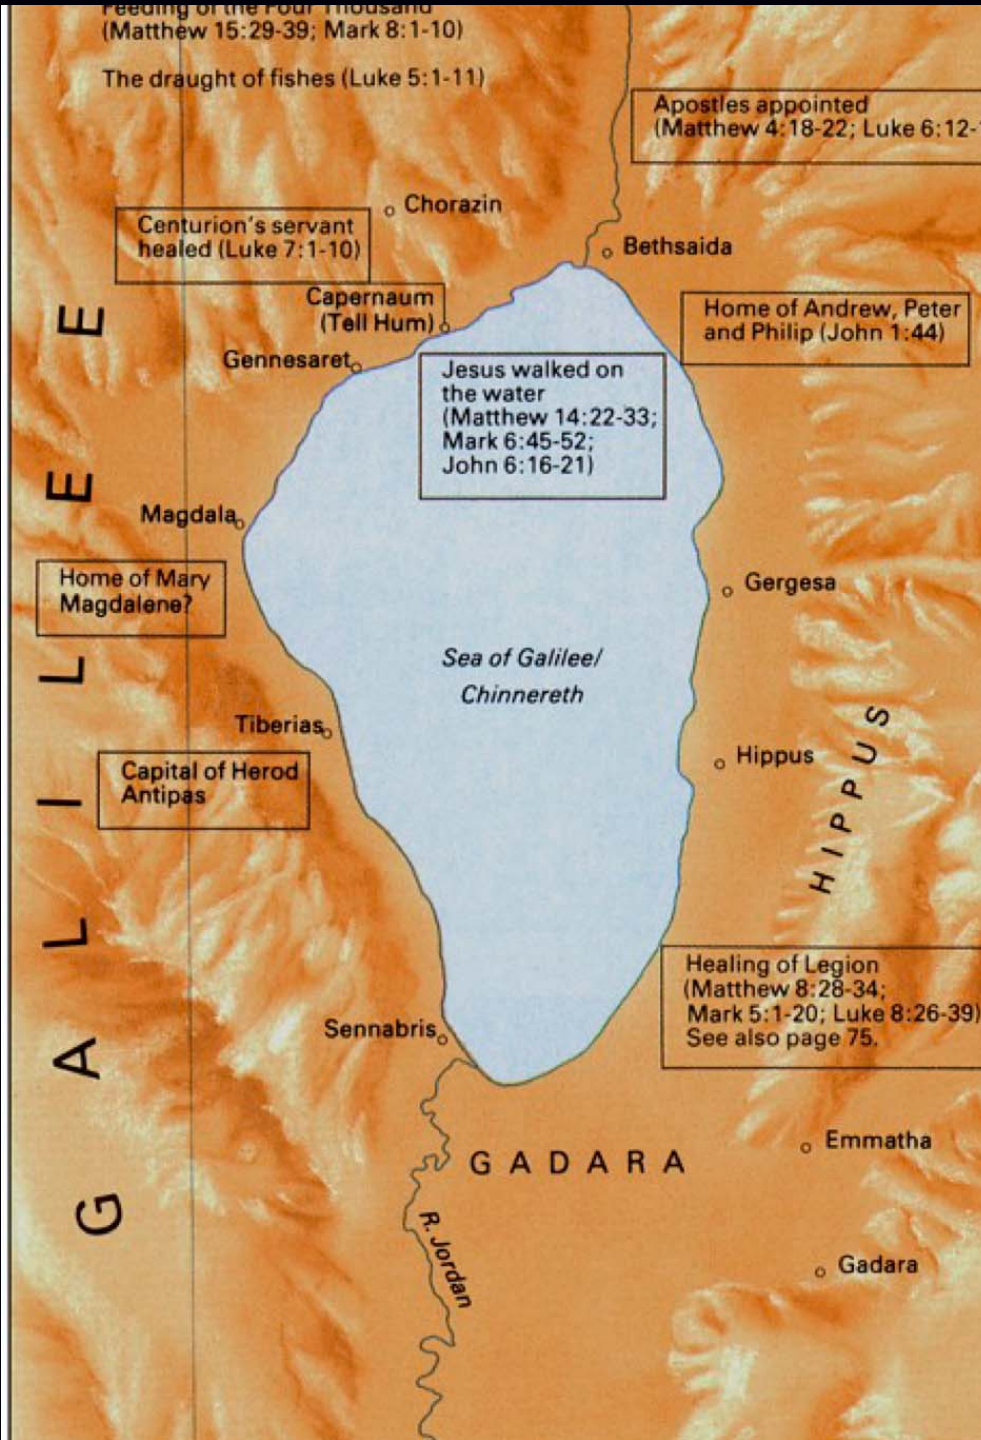 Feeding of the Four Thousand
(Matthew 15:29-39; Mark 8:1-10)
The draught of fishes (Luke 5:1-11)
Apostles appointed
(Matthew 4:18-22; Luke 6:12-
Chorazin
Centurion's servant
healed (Luke 7:1-10)
Bethsaida
Capernaum
(Tell Hum)
Home of Andrew, Peter
and Philip (John 1:44)
Gennesaret
Jesus walked on
the water
(Matthew 14:22-33;
Mark 6:45-52;
John 6:16-21)
Magdala
Home of Mary
Magdalene?
Gergesa
Sea of Galilee/
Chinnereth
Tiberias
Capital of Herod
Antipas
Hippus
HIPPUS
GALILEE
Healing of Legion
(Matthew 8:28-34;
Mark 5:1-20; Luke 8:26-39)
See also page 75.
Sennabris
Emmatha
GADARA
R. Jordan
Gadara